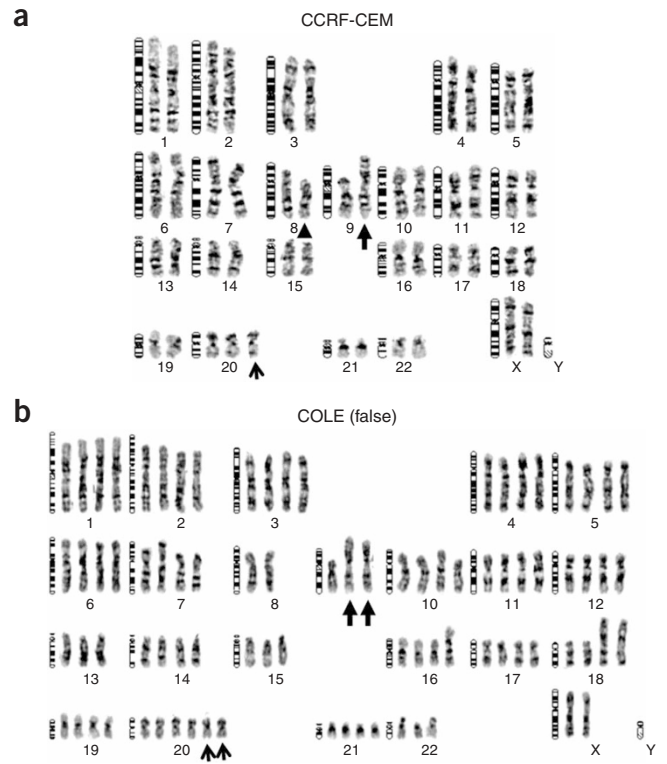 a
CCRF-CEM
1 2 3 4 5
6 7 8 9 10 11 12
13 14 15 16 17 18
19 20 21 22 X Y
b
COLE (false)
1 2 3 4 5
6 7 8 10 11 12
13 14 15 16 17 18
19 20 21 22 X Y